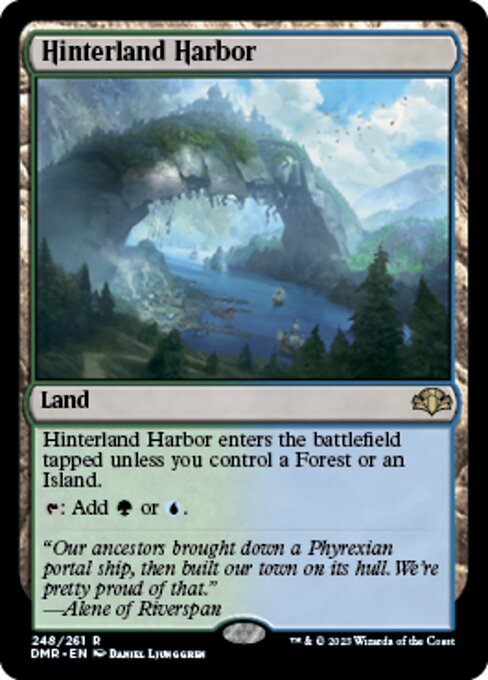 Hinterland Harbor
Land
Hinterland Harbor enters the battlefield
tapped unless you control a Forest or an
Island.
: Add or .
“Our ancestors brought down a Phyrexian
portal ship, then built our town on its hull. We’re
pretty proud of that.”
—Alene of Riverspan
248/261 R
™ & © 2023 Wizards of the Coast
DMR • EN Daniel Ljunggren